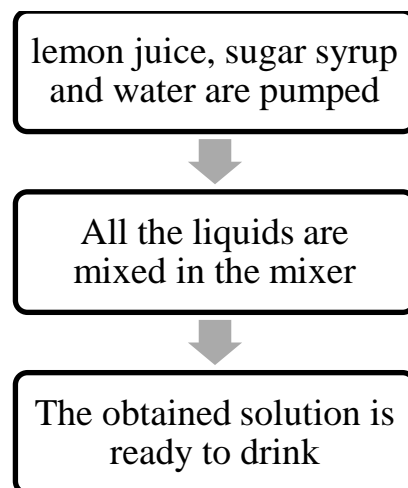 lemon juice, sugar syrup
and water are pumped
All the liquids are
mixed in the mixer
The obtained solution is
ready to drink